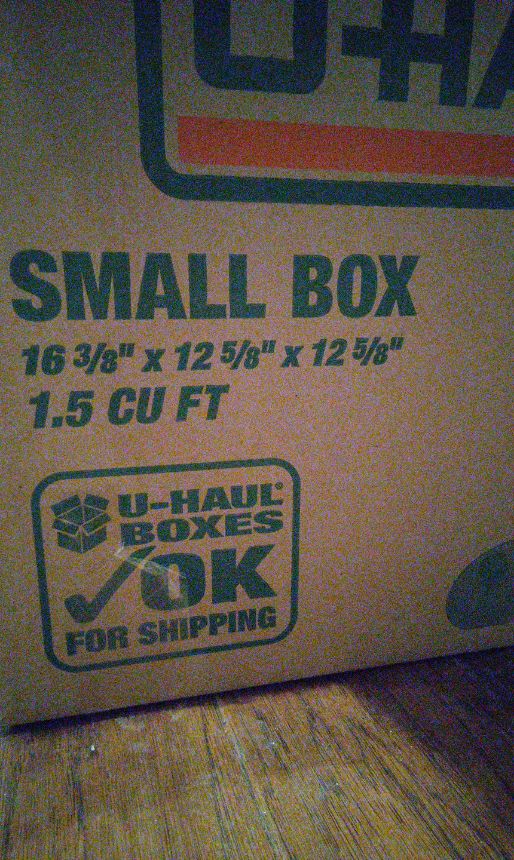 U-HA
SMALL BOX
16 3/8" x 12 5/8" x 12 5/8"
1.5 CU FT
U-HAUL®
BOXES
✓OK
FOR SHIPPING